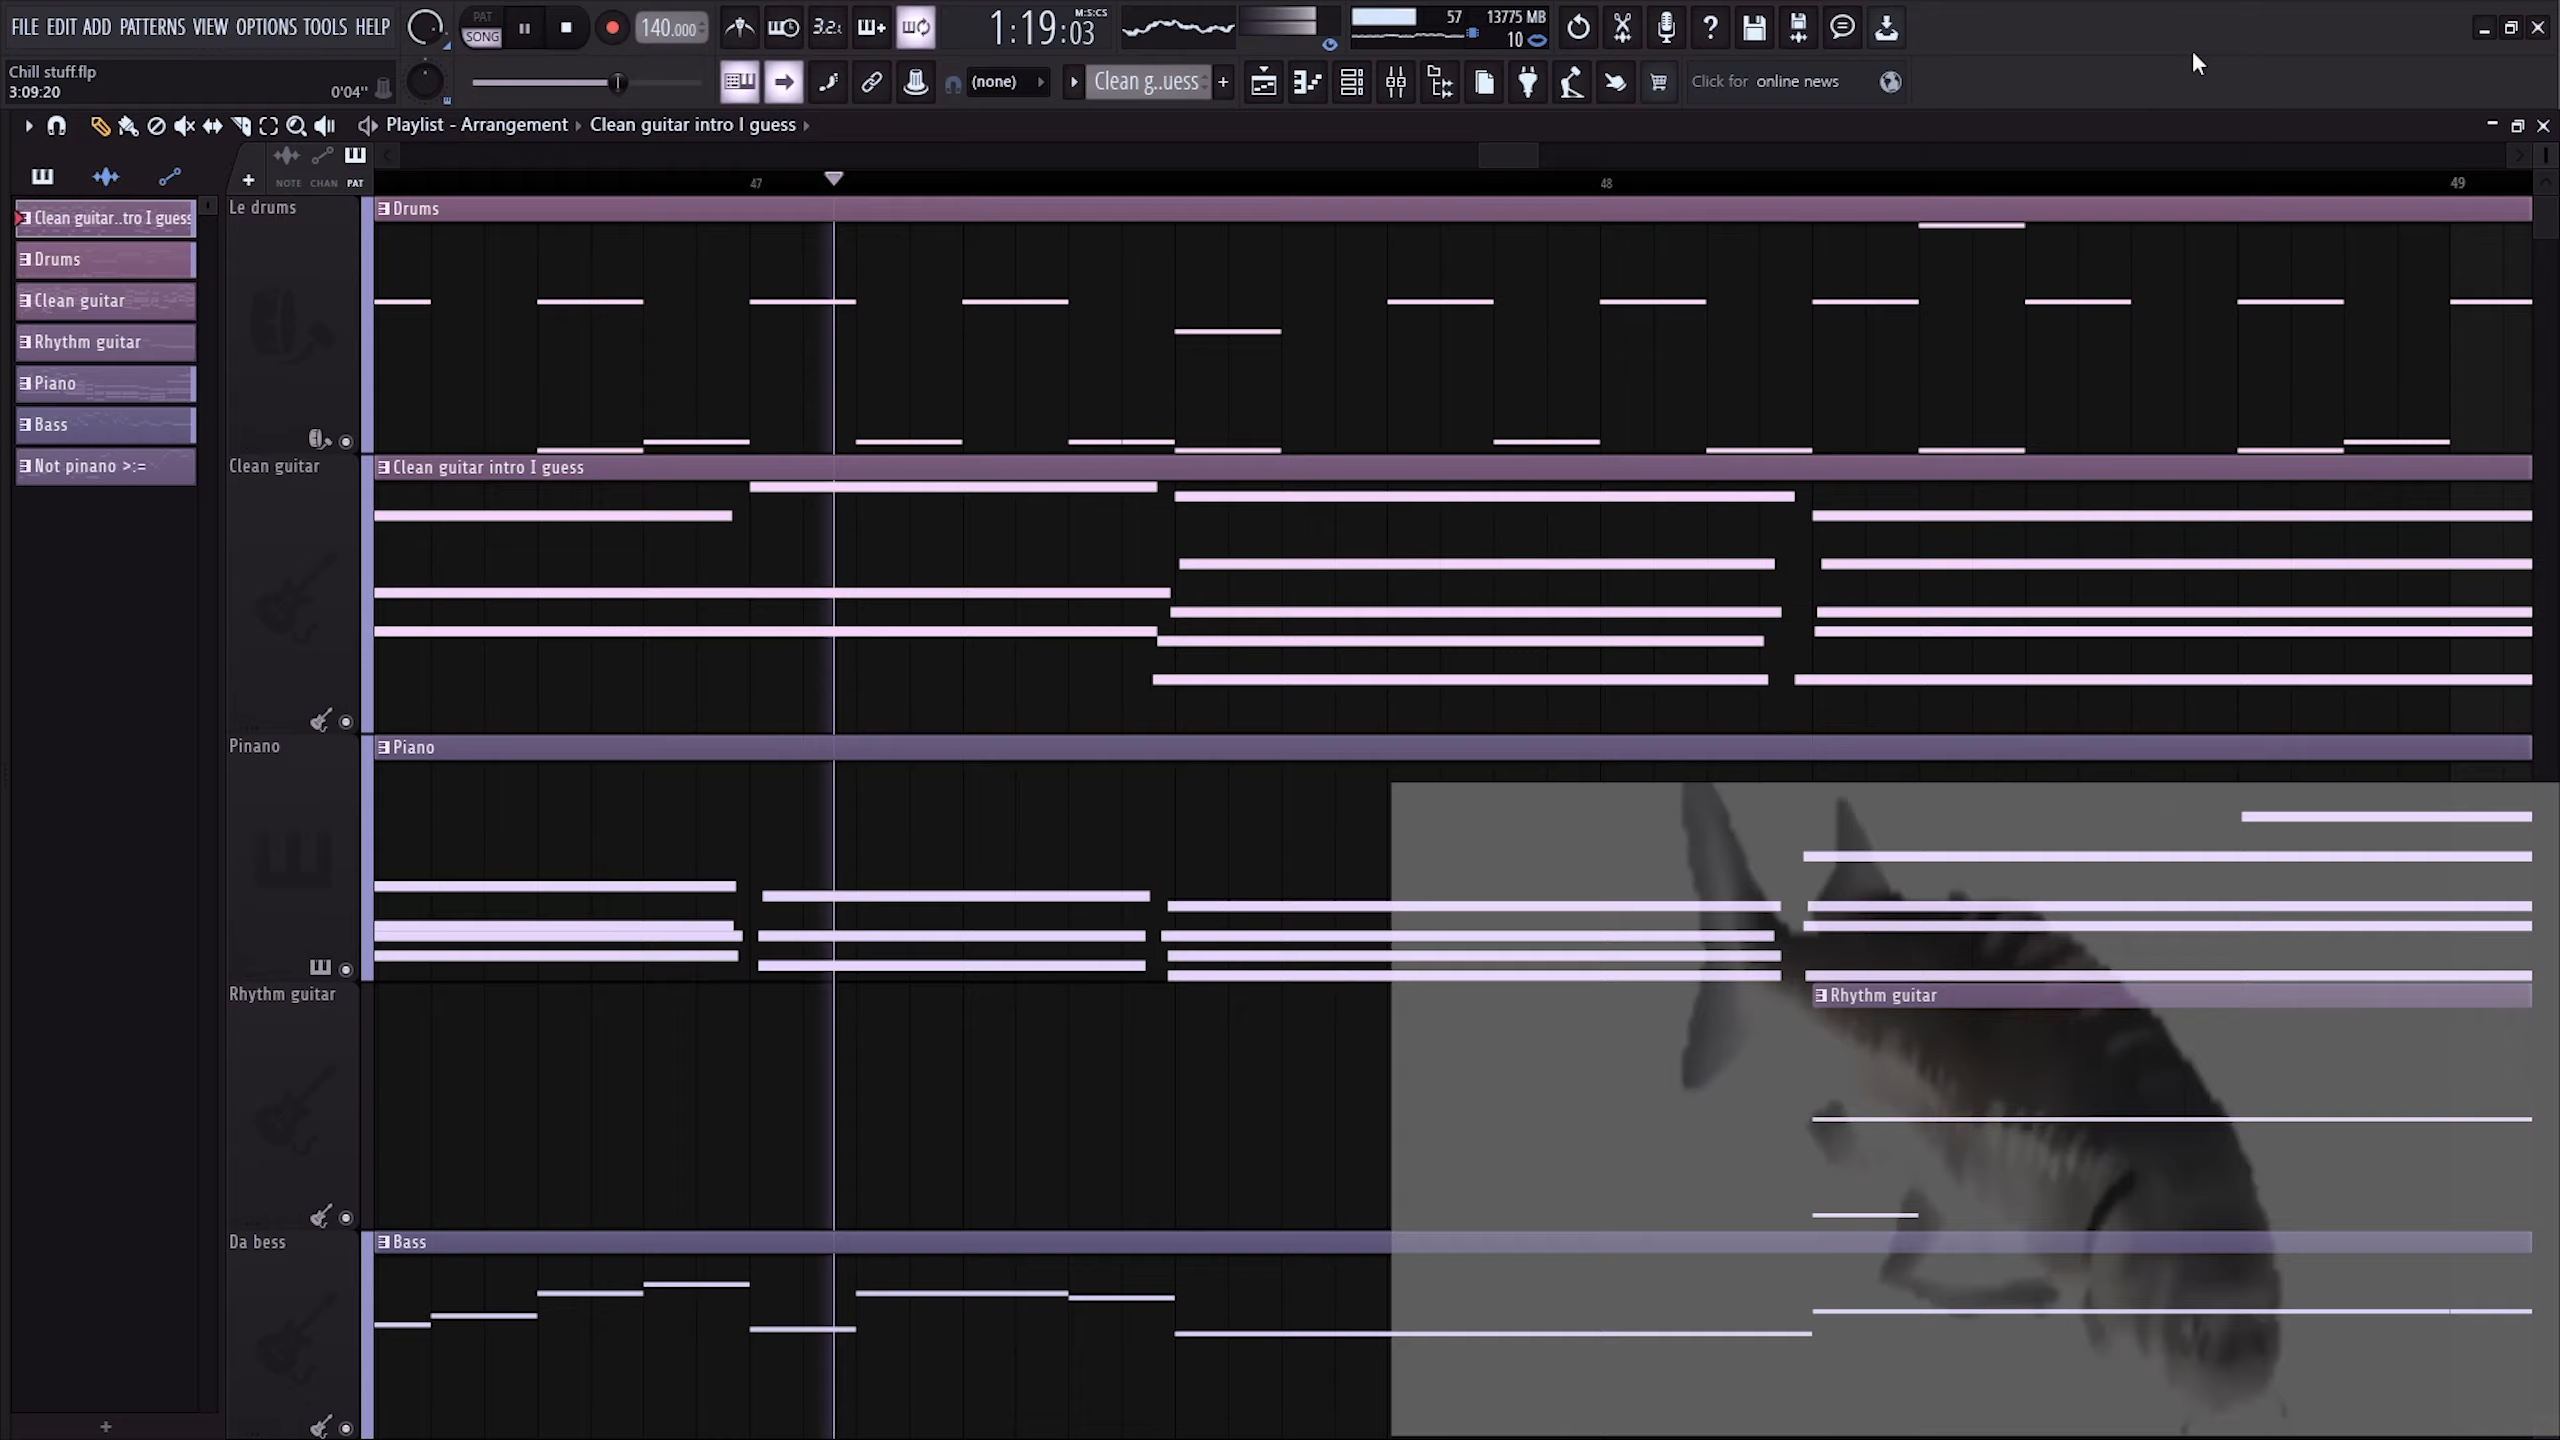 FILE EDIT ADD PATTERNS VIEW OPTIONS TOOLS HELP
PAT
SONG
140.000
3.2.
1:19:03
M:S:CS
57
13775 MB
10
Chill stuff.flp
3:09:20
0'04"
(none)
Clean g..uess
+
Click for online news
Playlist - Arrangement
Clean guitar intro I guess
+
NOTE
CHAN
PAT
47
48
49
Clean guitar..tro I guess
Drums
Clean guitar
Rhythm guitar
Piano
Bass
Not pinano >:=
+
Le drums
Drums
Clean guitar
Clean guitar intro I guess
Pinano
Piano
Rhythm guitar
Rhythm guitar
Da bess
Bass